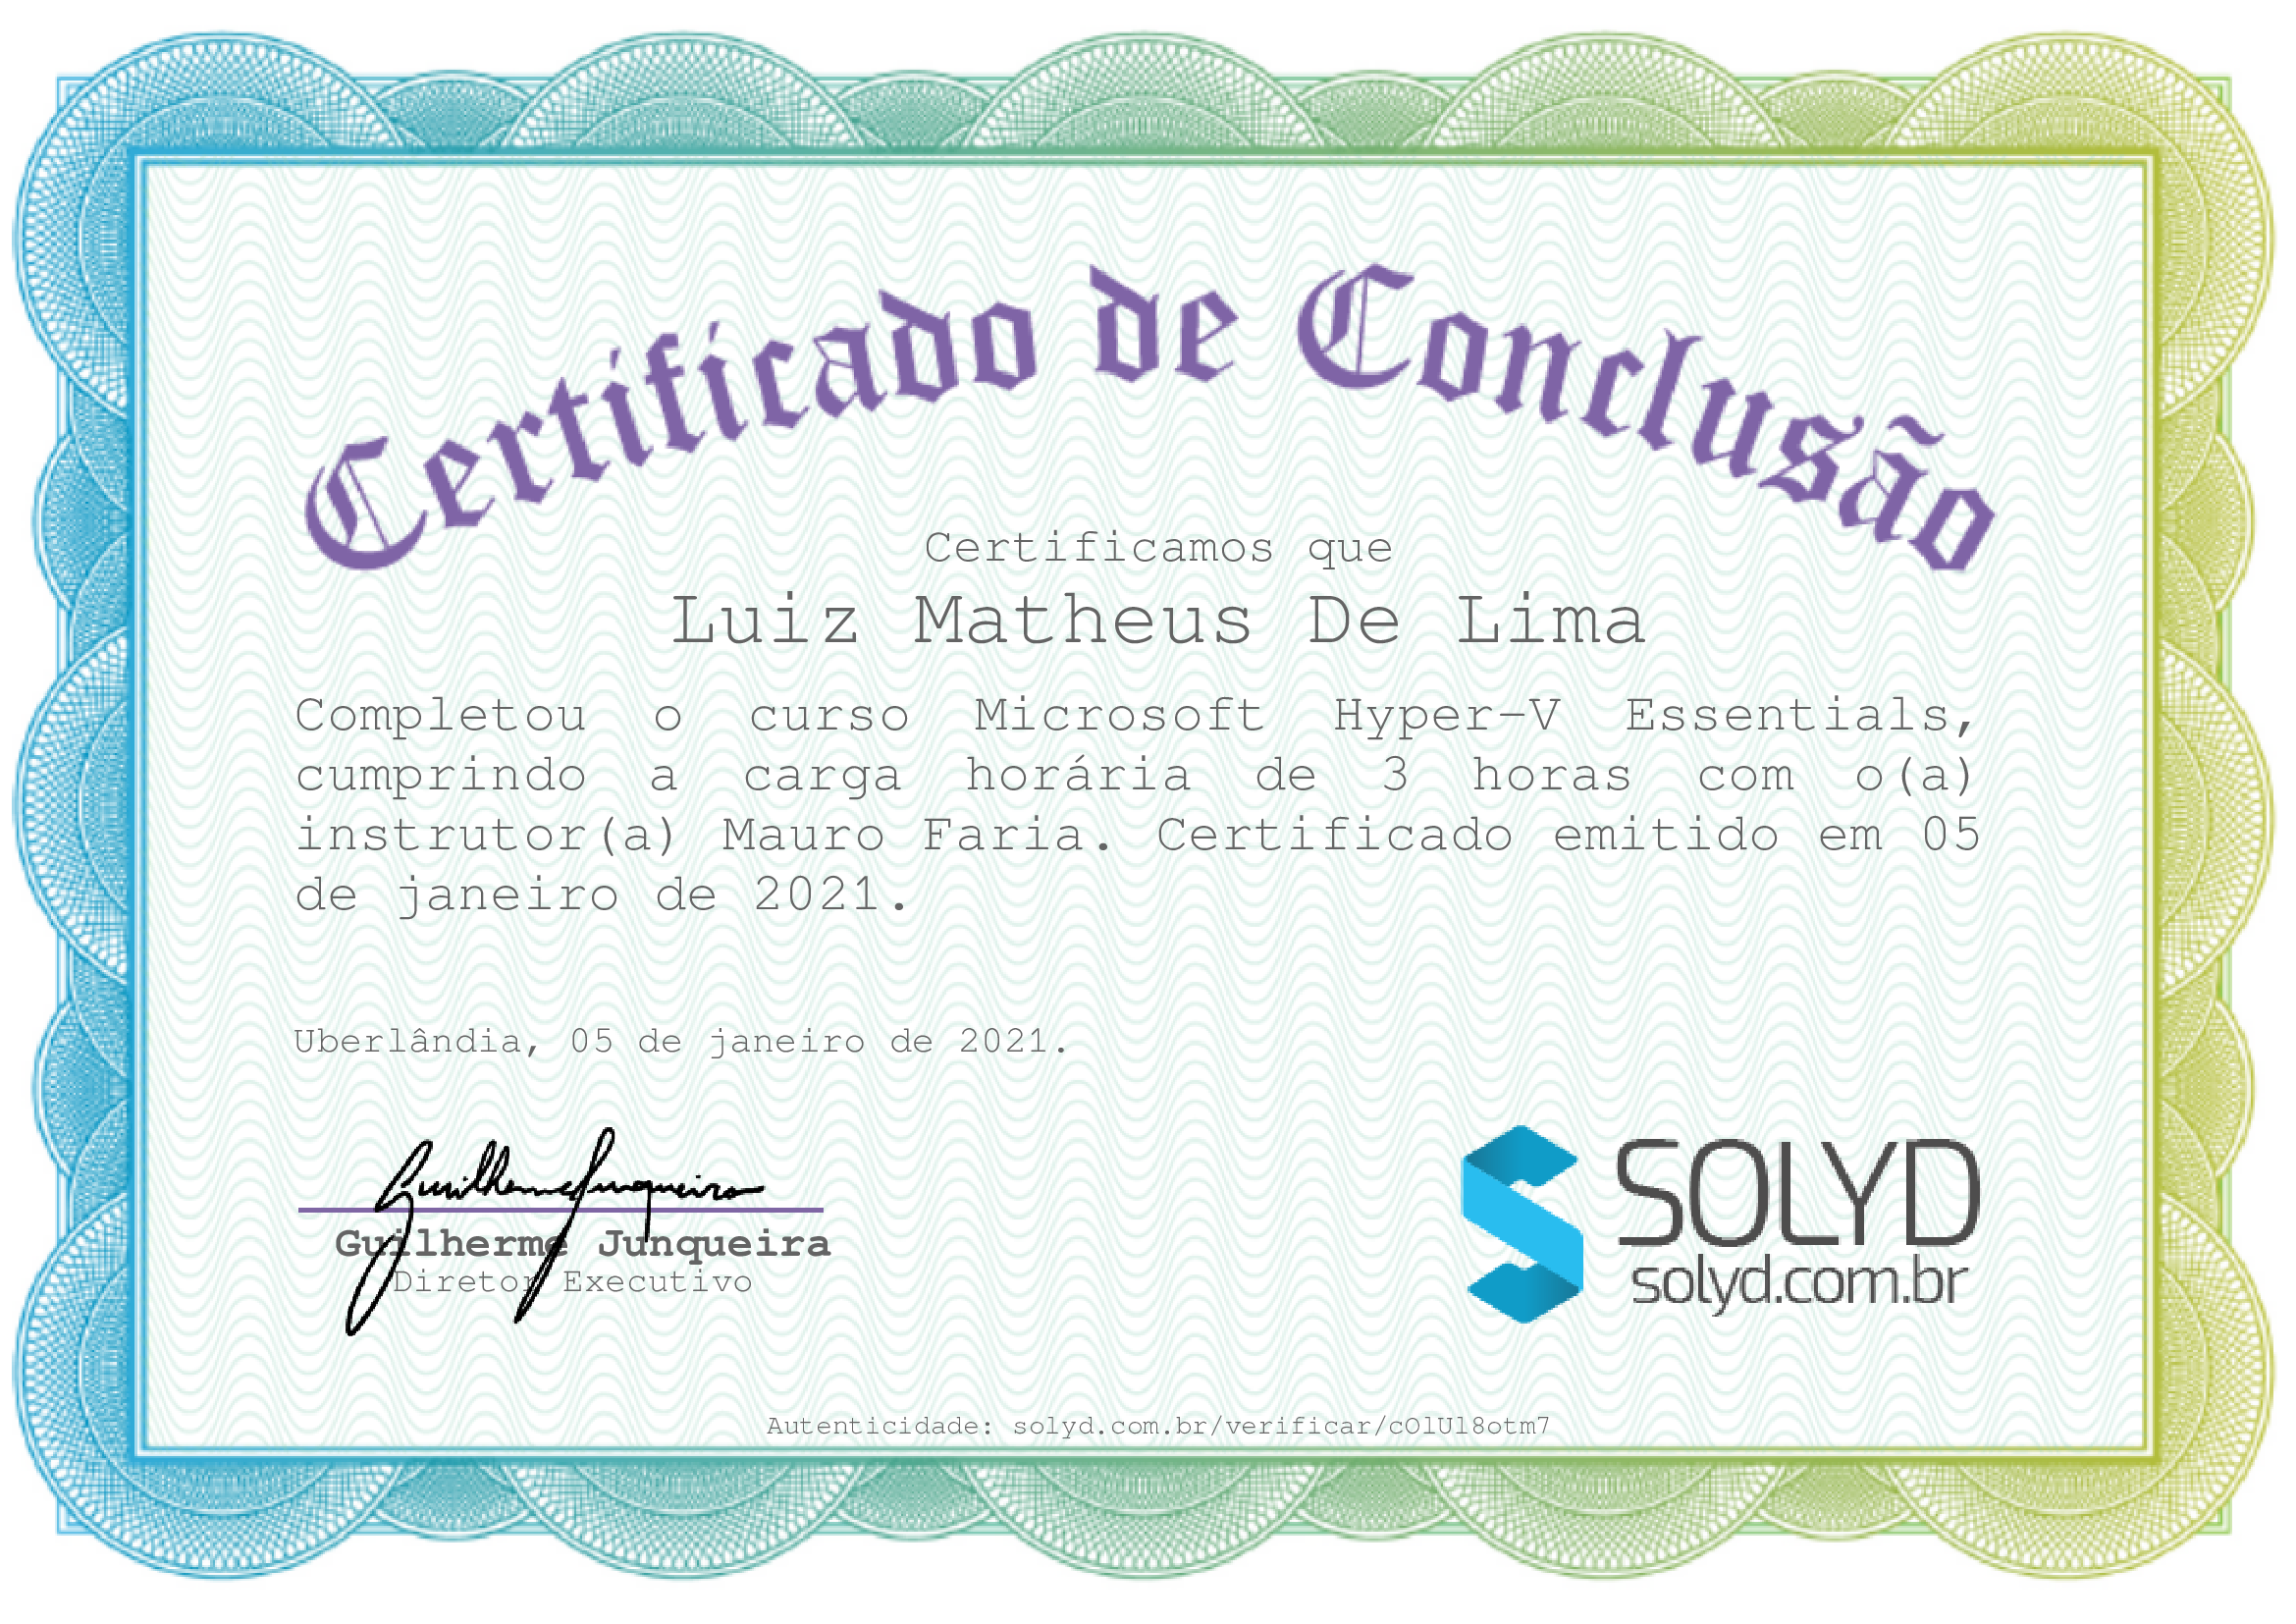 Certificado de Conclusão
Certificamos que
Luiz Matheus De Lima
Completou o curso Microsoft Hyper-V Essentials,
cumprindo a carga horária de 3 horas com o(a)
instrutor(a) Mauro Faria. Certificado emitido em 05
de janeiro de 2021.
Uberlândia, 05 de janeiro de 2021.
Guilherme Junqueira
Guilherme Junqueira
Diretor Executivo
SOLYD
solyd.com.br
Autenticidade: solyd.com.br/verificar/cOlUl8otm7